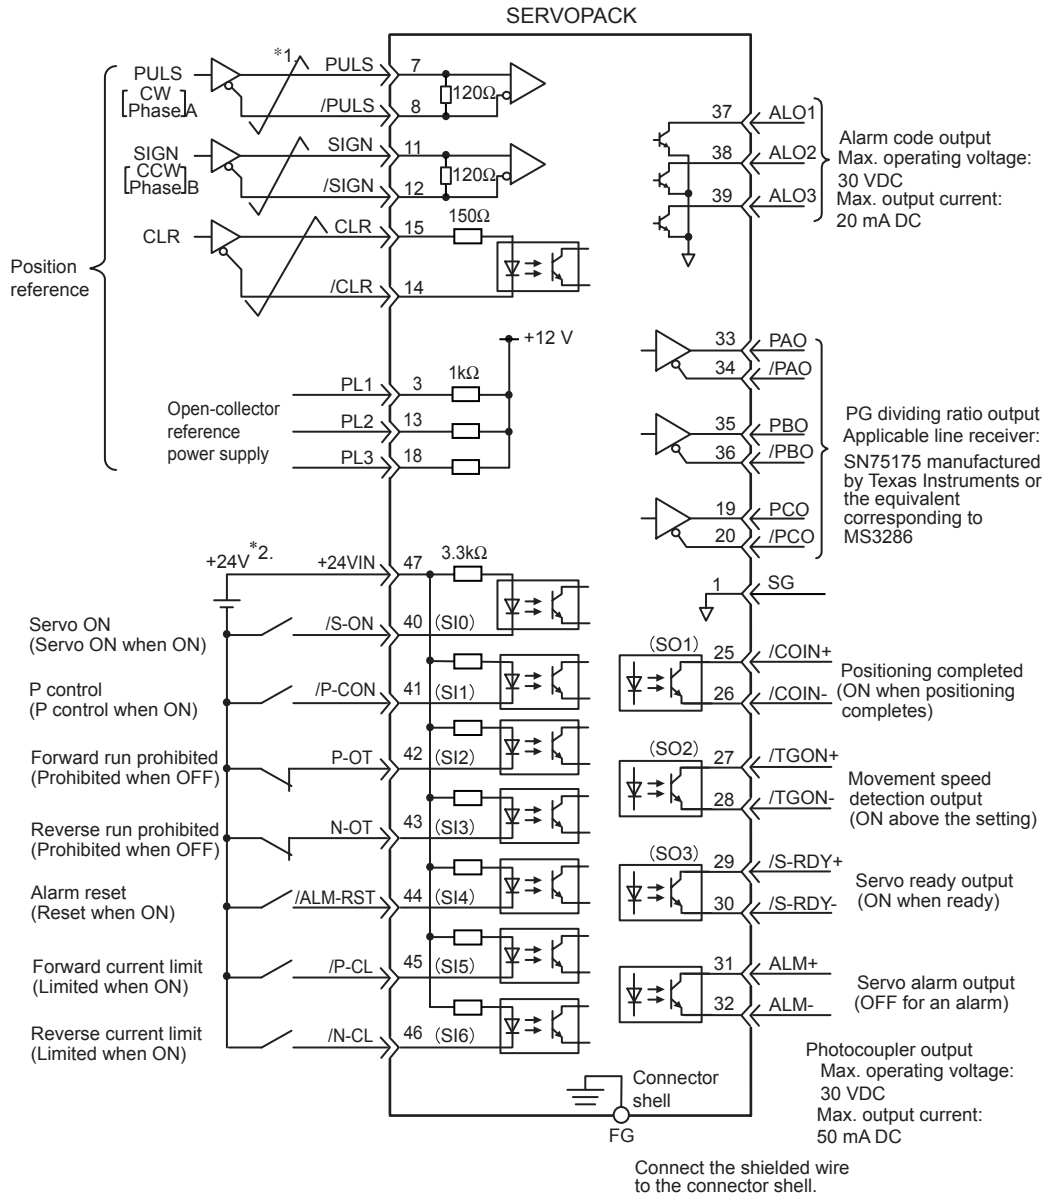 SERVOPACK
Position
reference
PULS
CW
Phase A
*1.
PULS
7
/PULS
8
120Ω
SIGN
CCW
Phase B
SIGN
11
/SIGN
12
120Ω
CLR
CLR
15
150Ω
/CLR
14
+12 V
Open-collector
reference
power supply
PL1
3
1kΩ
PL2
13
PL3
18
+24V *2.
+24VIN
47
3.3kΩ
Servo ON
(Servo ON when ON)
/S-ON
40
(SI0)
P control
(P control when ON)
/P-CON
41
(SI1)
Forward run prohibited
(Prohibited when OFF)
P-OT
42
(SI2)
Reverse run prohibited
(Prohibited when OFF)
N-OT
43
(SI3)
Alarm reset
(Reset when ON)
/ALM-RST
44
(SI4)
Forward current limit
(Limited when ON)
/P-CL
45
(SI5)
Reverse current limit
(Limited when ON)
/N-CL
46
(SI6)
37
ALO1
38
ALO2
39
ALO3
Alarm code output
Max. operating voltage:
30 VDC
Max. output current:
20 mA DC
33
PAO
34
/PAO
35
PBO
36
/PBO
19
PCO
20
/PCO
PG dividing ratio output
Applicable line receiver:
SN75175 manufactured
by Texas Instruments or
the equivalent
corresponding to
MS3286
1
SG
(SO1)
25
/COIN+
26
/COIN-
Positioning completed
(ON when positioning
completes)
(SO2)
27
/TGON+
28
/TGON-
Movement speed
detection output
(ON above the setting)
(SO3)
29
/S-RDY+
30
/S-RDY-
Servo ready output
(ON when ready)
31
ALM+
32
ALM-
Servo alarm output
(OFF for an alarm)
Photocoupler output
Max. operating voltage:
30 VDC
Max. output current:
50 mA DC
Connector
shell
FG
Connect the shielded wire
to the connector shell.